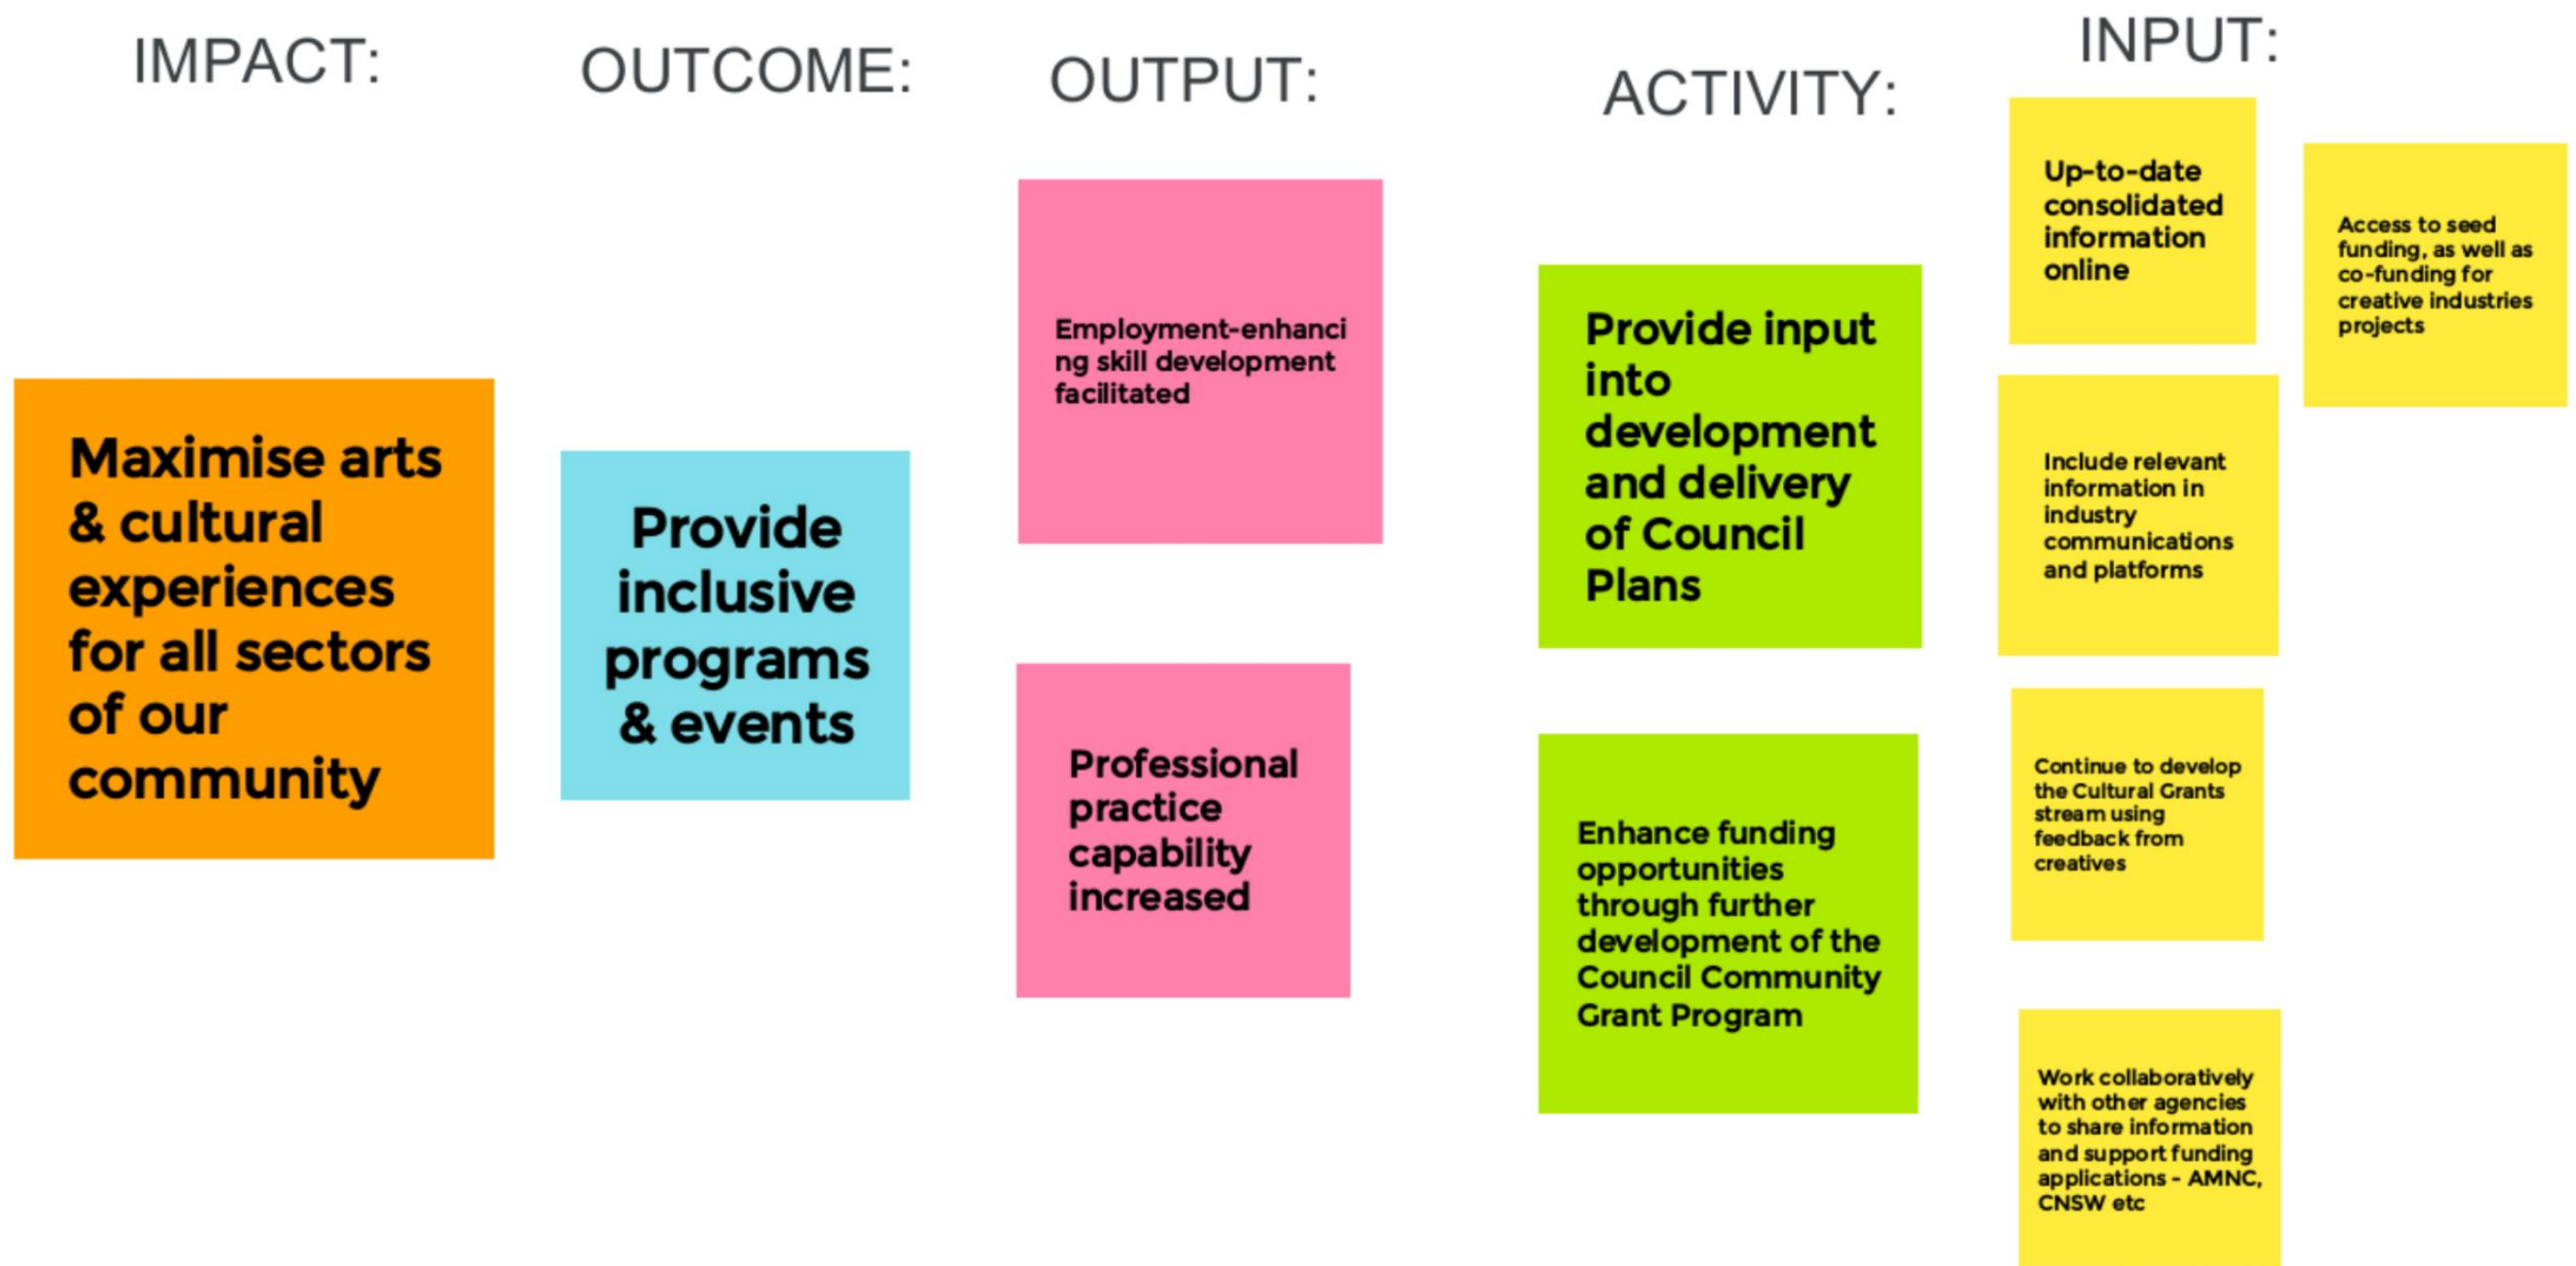 IMPACT:
Maximise arts
& cultural
experiences
for all sectors
of our
community
OUTCOME:
Provide
inclusive
programs
& events
OUTPUT:
Employment-enhanci
ng skill development
facilitated
Professional
practice
capability
increased
ACTIVITY:
Provide input
into
development
and delivery
of Council
Plans
Enhance funding
opportunities
through further
development of the
Council Community
Grant Program
INPUT:
Up-to-date
consolidated
information
online
Access to seed
funding, as well as
co-funding for
creative industries
projects
Include relevant
information in
industry
communications
and platforms
Continue to develop
the Cultural Grants
stream using
feedback from
creatives
Work collaboratively
with other agencies
to share information
and support funding
applications - AMNC,
CNSW etc